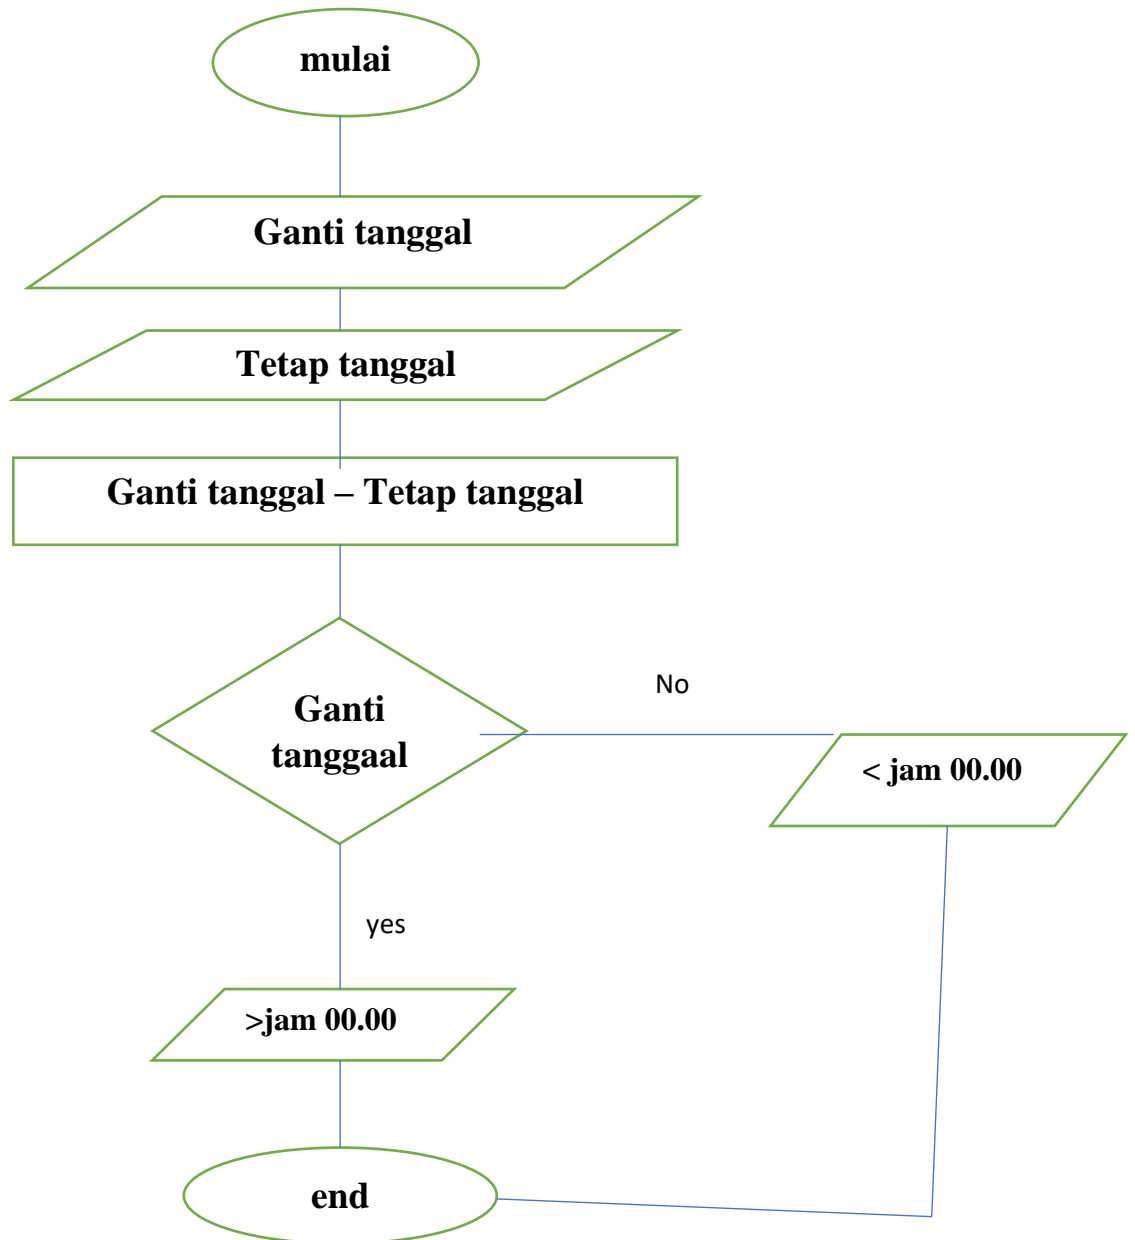 mulai
Ganti tanggal
Tetap tanggal
Ganti tanggal – Tetap tanggal
Ganti
tanggaal
No
< jam 00.00
yes
>jam 00.00
end